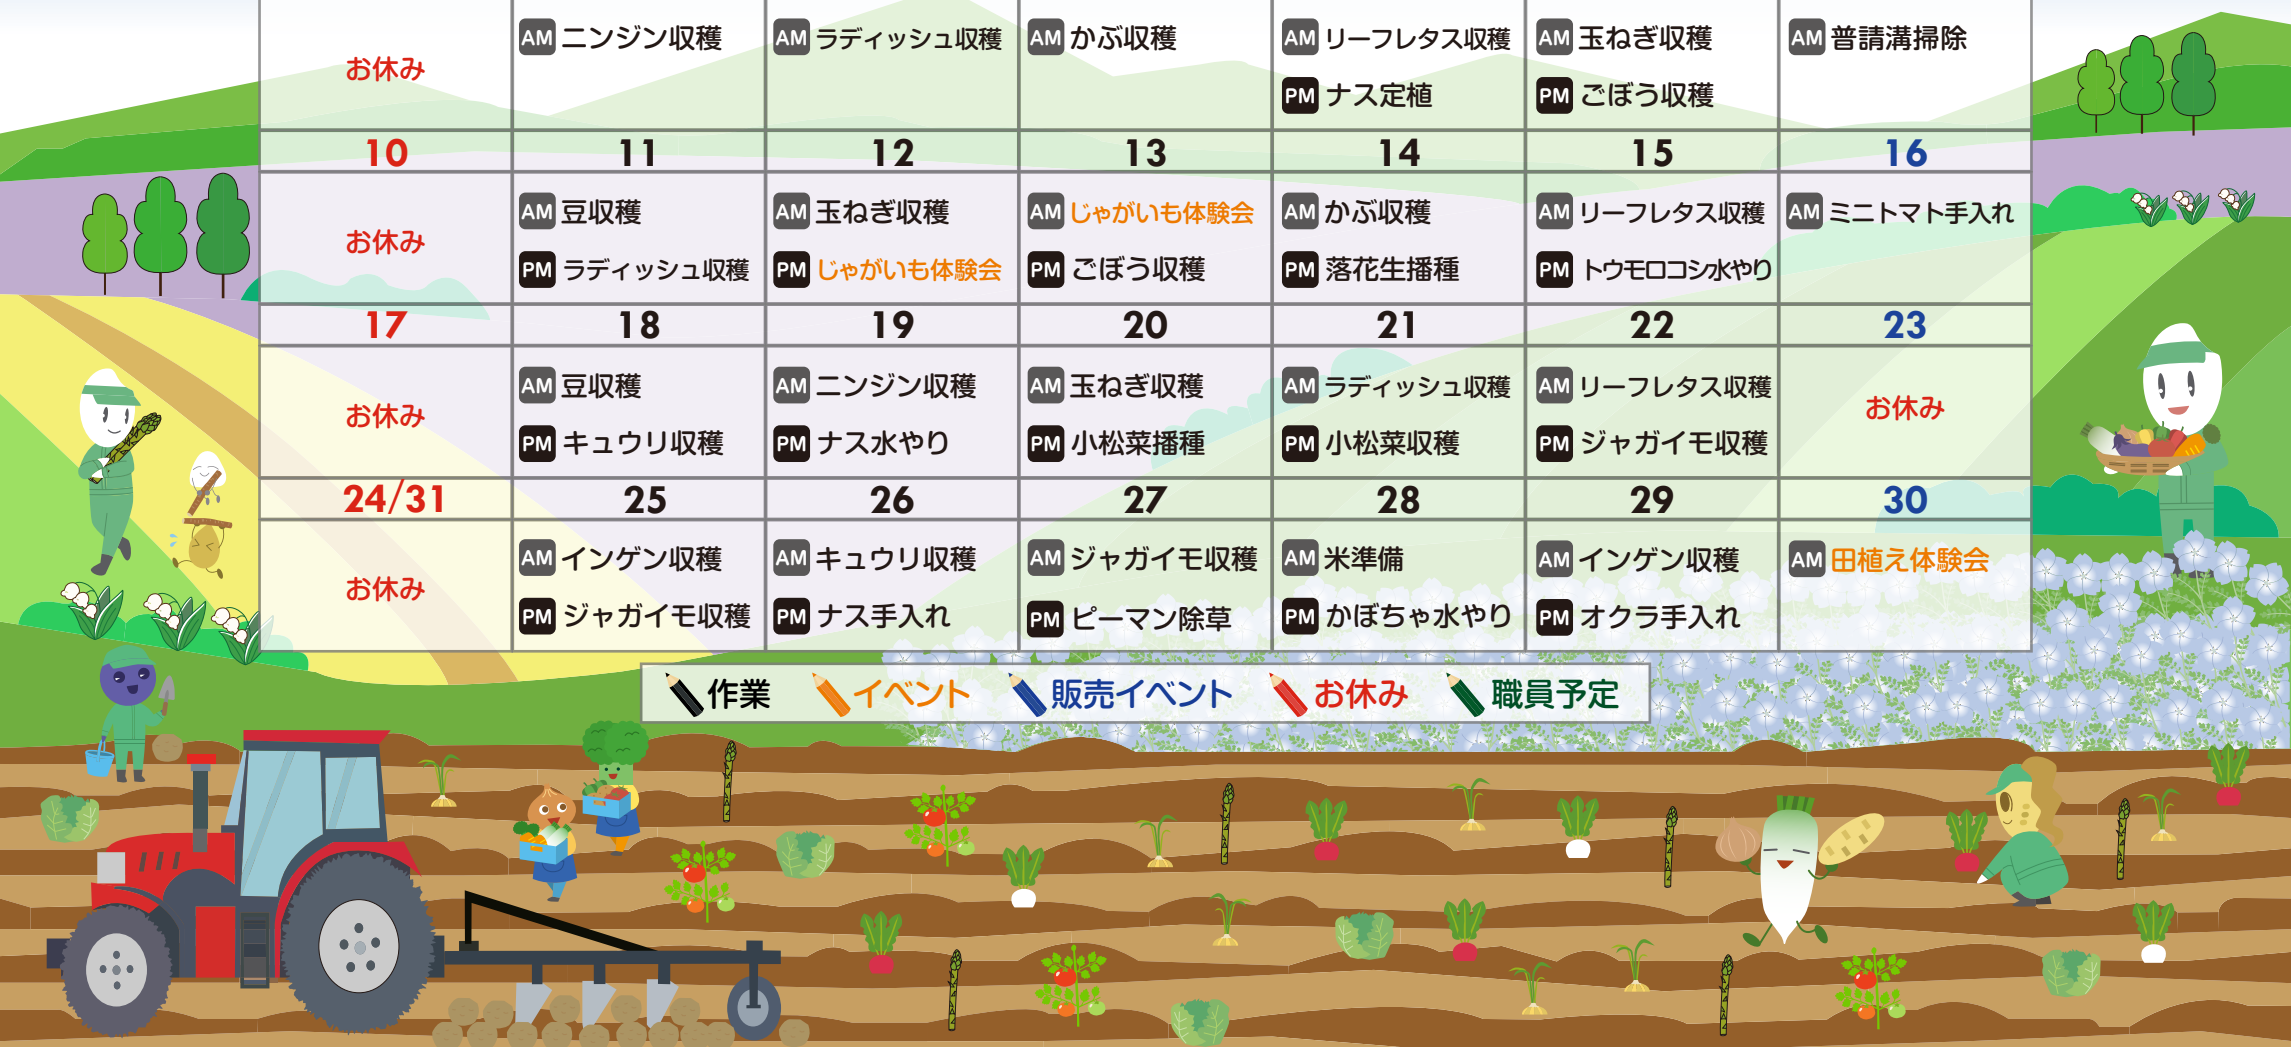 お休み
AM ニンジン収穫
AM ラディッシュ収穫
AM かぶ収穫
AM リーフレタス収穫
PM ナス定植
AM 玉ねぎ収穫
PM ごぼう収穫
AM 普請溝掃除
10 11 12 13 14 15 16
お休み
AM 豆収穫
PM ラディッシュ収穫
AM 玉ねぎ収穫
PM じゃがいも体験会
AM じゃがいも体験会
PM ごぼう収穫
AM かぶ収穫
PM 落花生播種
AM リーフレタス収穫
PM トウモロコシ水やり
AM ミニトマト手入れ
17 18 19 20 21 22 23
お休み
AM 豆収穫
PM キュウリ収穫
AM ニンジン収穫
PM ナス水やり
AM 玉ねぎ収穫
PM 小松菜播種
AM ラディッシュ収穫
PM 小松菜収穫
AM リーフレタス収穫
PM ジャガイモ収穫
お休み
24/31 25 26 27 28 29 30
お休み
AM インゲン収穫
PM ジャガイモ収穫
AM キュウリ収穫
PM ナス手入れ
AM ジャガイモ収穫
PM ピーマン除草
AM 米準備
PM かぼちゃ水やり
AM インゲン収穫
PM オクラ手入れ
AM 田植え体験会
作業 イベント 販売イベント お休み 職員予定